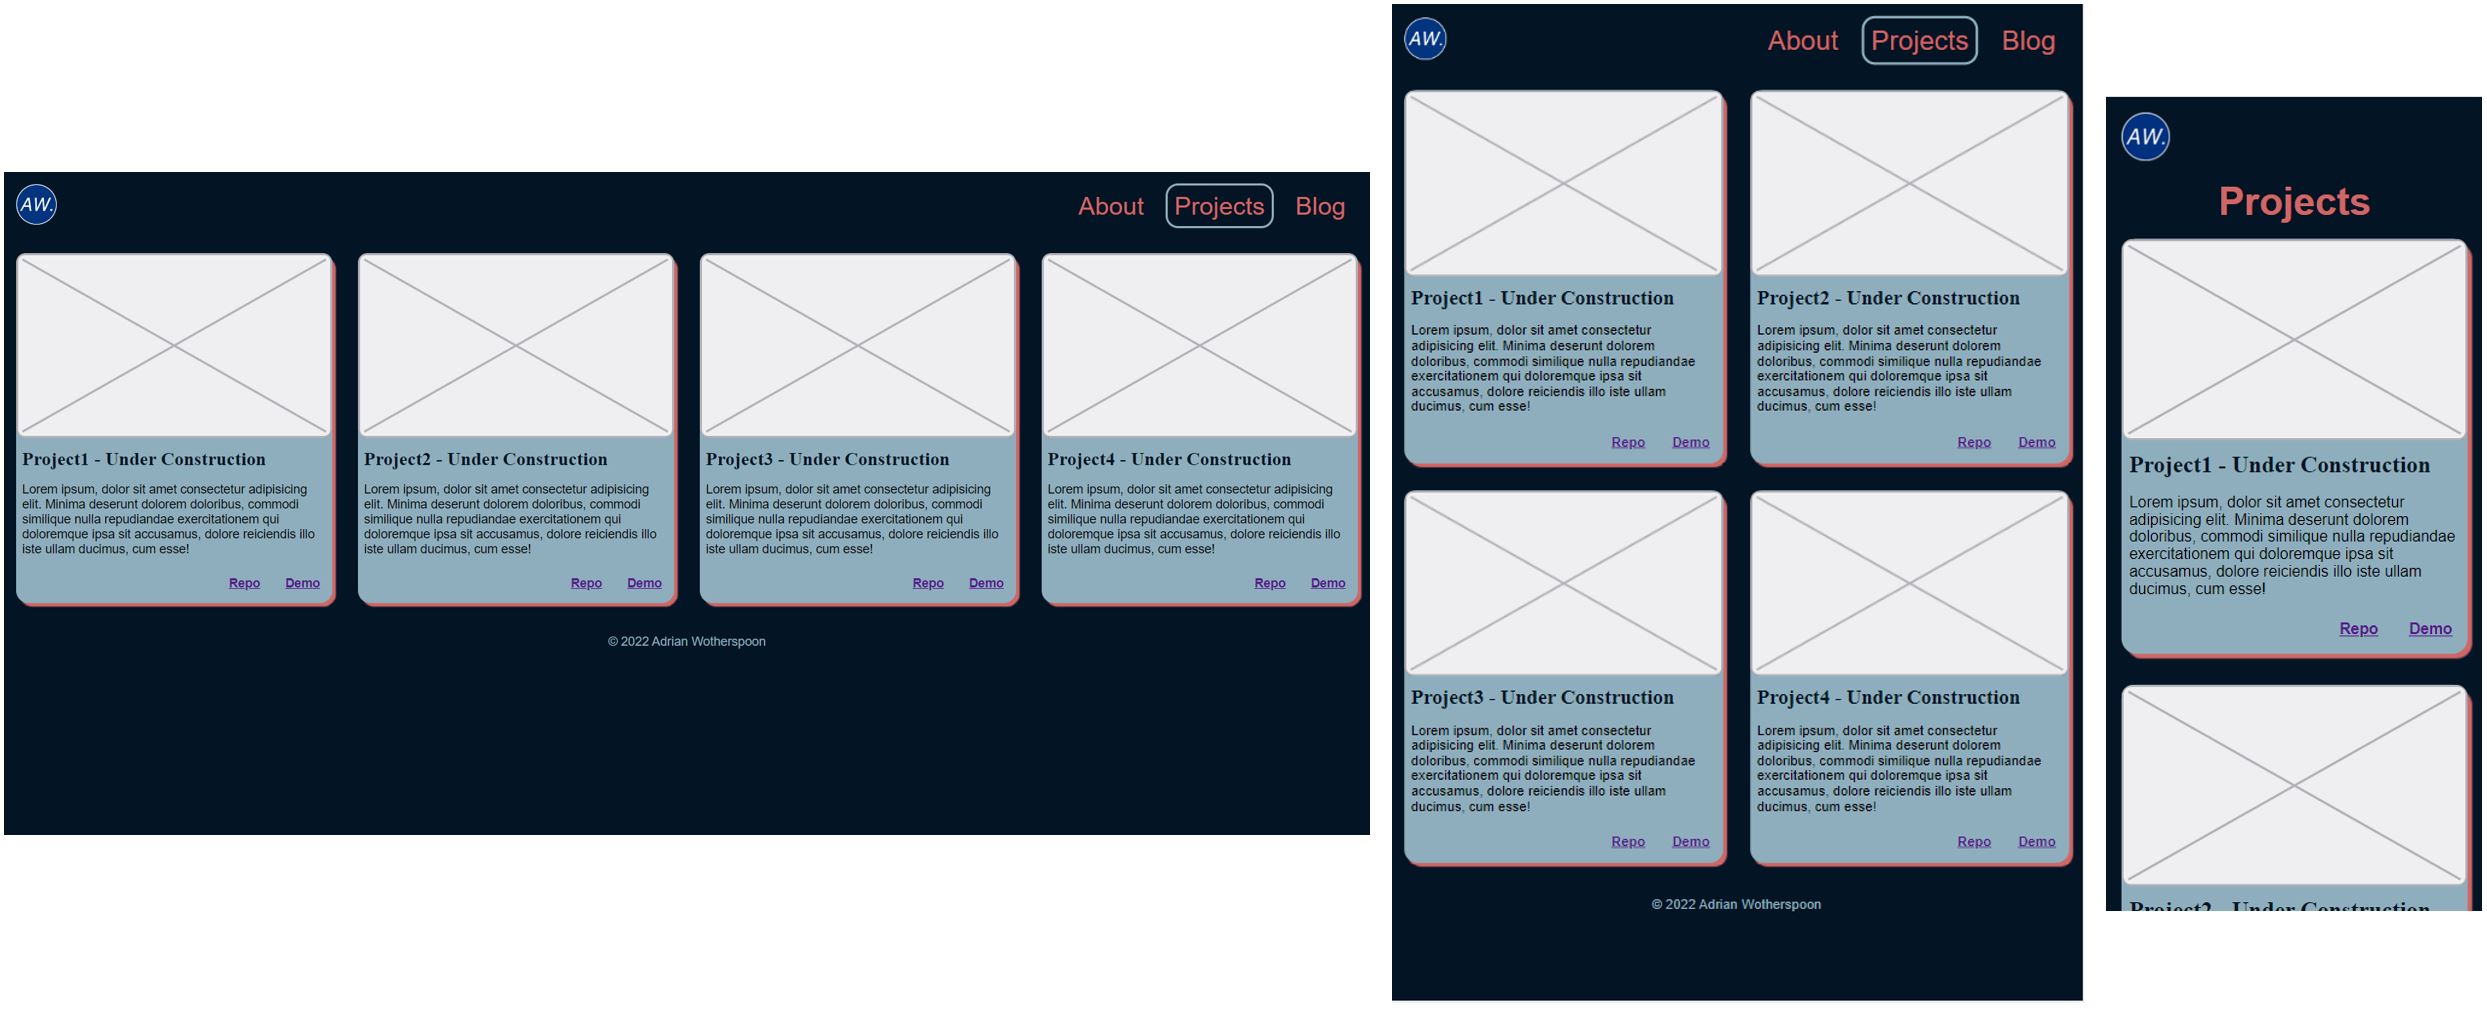 AW.
About Projects Blog
Project1 - Under Construction
Lorem ipsum, dolor sit amet consectetur adipisicing
elit. Minima deserunt dolorem doloribus, commodi
similique nulla repudiandae exercitationem qui
doloremque ipsa sit accusamus, dolore reiciendis illo
iste ullam ducimus, cum esse!
Repo Demo
Project2 - Under Construction
Lorem ipsum, dolor sit amet consectetur adipisicing
elit. Minima deserunt dolorem doloribus, commodi
similique nulla repudiandae exercitationem qui
doloremque ipsa sit accusamus, dolore reiciendis illo
iste ullam ducimus, cum esse!
Repo Demo
Project3 - Under Construction
Lorem ipsum, dolor sit amet consectetur adipisicing
elit. Minima deserunt dolorem doloribus, commodi
similique nulla repudiandae exercitationem qui
doloremque ipsa sit accusamus, dolore reiciendis illo
iste ullam ducimus, cum esse!
Repo Demo
Project4 - Under Construction
Lorem ipsum, dolor sit amet consectetur adipisicing
elit. Minima deserunt dolorem doloribus, commodi
similique nulla repudiandae exercitationem qui
doloremque ipsa sit accusamus, dolore reiciendis illo
iste ullam ducimus, cum esse!
Repo Demo
© 2022 Adrian Wotherspoon
AW.
About Projects Blog
Project1 - Under Construction
Lorem ipsum, dolor sit amet consectetur
adipisicing elit. Minima deserunt dolorem
doloribus, commodi similique nulla repudiandae
exercitationem qui doloremque ipsa sit
accusamus, dolore reiciendis illo iste ullam
ducimus, cum esse!
Repo Demo
Project2 - Under Construction
Lorem ipsum, dolor sit amet consectetur
adipisicing elit. Minima deserunt dolorem
doloribus, commodi similique nulla repudiandae
exercitationem qui doloremque ipsa sit
accusamus, dolore reiciendis illo iste ullam
ducimus, cum esse!
Repo Demo
Project3 - Under Construction
Lorem ipsum, dolor sit amet consectetur
adipisicing elit. Minima deserunt dolorem
doloribus, commodi similique nulla repudiandae
exercitationem qui doloremque ipsa sit
accusamus, dolore reiciendis illo iste ullam
ducimus, cum esse!
Repo Demo
Project4 - Under Construction
Lorem ipsum, dolor sit amet consectetur
adipisicing elit. Minima deserunt dolorem
doloribus, commodi similique nulla repudiandae
exercitationem qui doloremque ipsa sit
accusamus, dolore reiciendis illo iste ullam
ducimus, cum esse!
Repo Demo
© 2022 Adrian Wotherspoon
AW.
Projects
Project1 - Under Construction
Lorem ipsum, dolor sit amet consectetur
adipisicing elit. Minima deserunt dolorem
doloribus, commodi similique nulla repudiandae
exercitationem qui doloremque ipsa sit
accusamus, dolore reiciendis illo iste ullam
ducimus, cum esse!
Repo Demo
Project2 - Under Construction